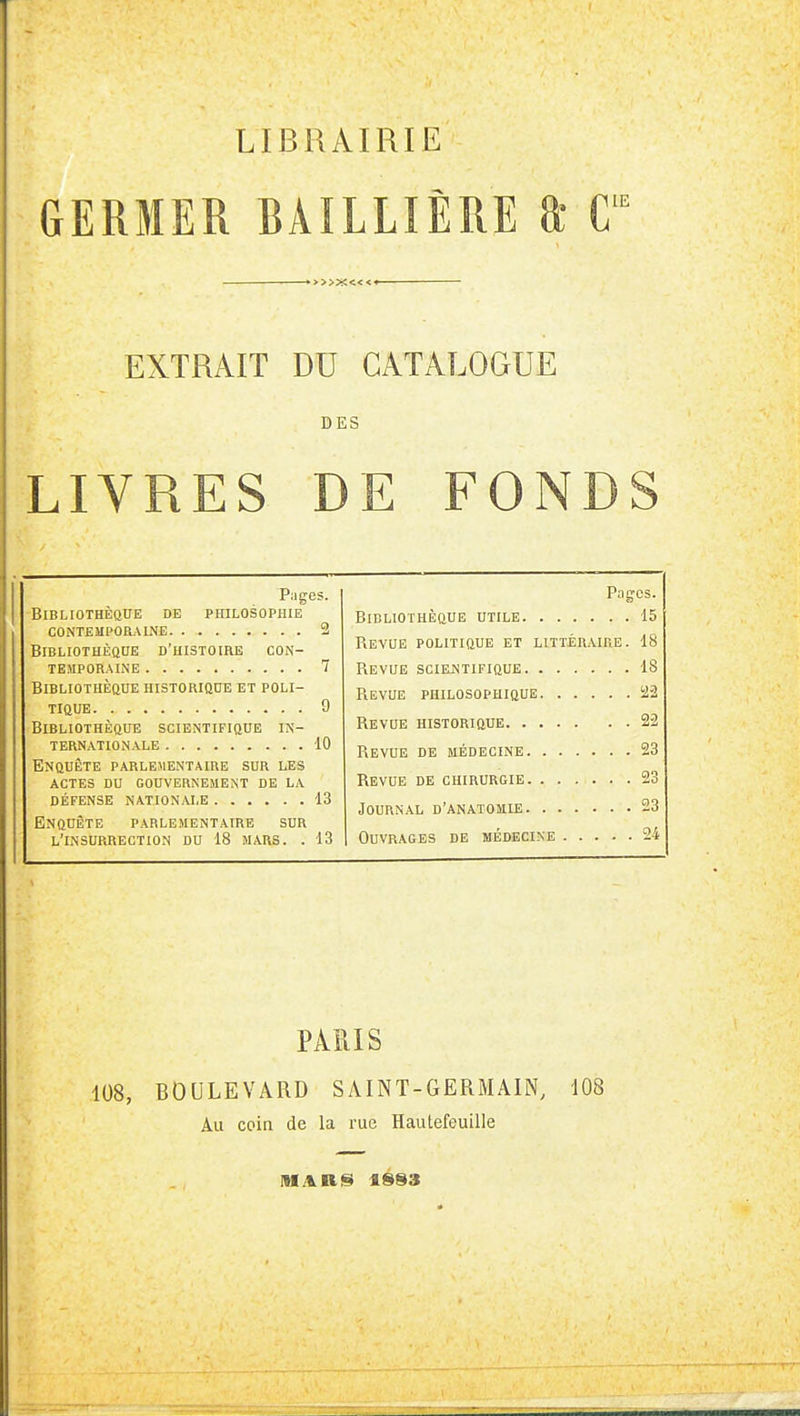 LIBRAIRIE
GERMER BAILLIÈRE & CIE
EXTRAIT DU CATALOGUE
DES
LIVRES DE FONDS
Pages.
BIBLIOTHÈQUE DE PHILOSOPHIE
CONTEMPORAINE. . . . . . . . . 2
BIBLIOTHÈQUE D'HISTOIRE CON-
TEMPORAINE . . . . . . . . . . 7
BIBLIOTHÈQUE HISTORIQUE ET POLI-
TIQUE. . . . . . . . . . . . . 9
BIBLIOTHÈQUE SCIENTIFIQUE IN-
TERNATIONALE . . . . . . . . . 10
ENQUÊTE PARLEMENTAIRE SUR LES
ACTES DU GOUVERNEMENT DE LA
DÉFENSE NATIONALE . . . . . . 13
ENQUÊTE PARLEMENTAIRE SUR
L'INSURRECTION DU 18 MARS. . 13
Pages.
BIBLIOTHÈQUE UTILE. . . . . . . 15
REVUE POLITIQUE ET LITTÉRAIRE. 18
REVUE SCIENTIFIQUE. . . . . . . 18
REVUE PHILOSOPHIQUE. . . . . . 22
REVUE HISTORIQUE. . . . . . . 22
REVUE DE MÉDECINE. . . . . . . 23
REVUE DE CHIRURGIE. . . . . . . 23
JOURNAL D'ANATOMIE. . . . . . . 23
OUVRAGES DE MÉDECINE . . . . . 24
PARIS
108, BOULEVARD SAINT-GERMAIN, 108
Au coin de la rue Hautefeuille
MARS 1883